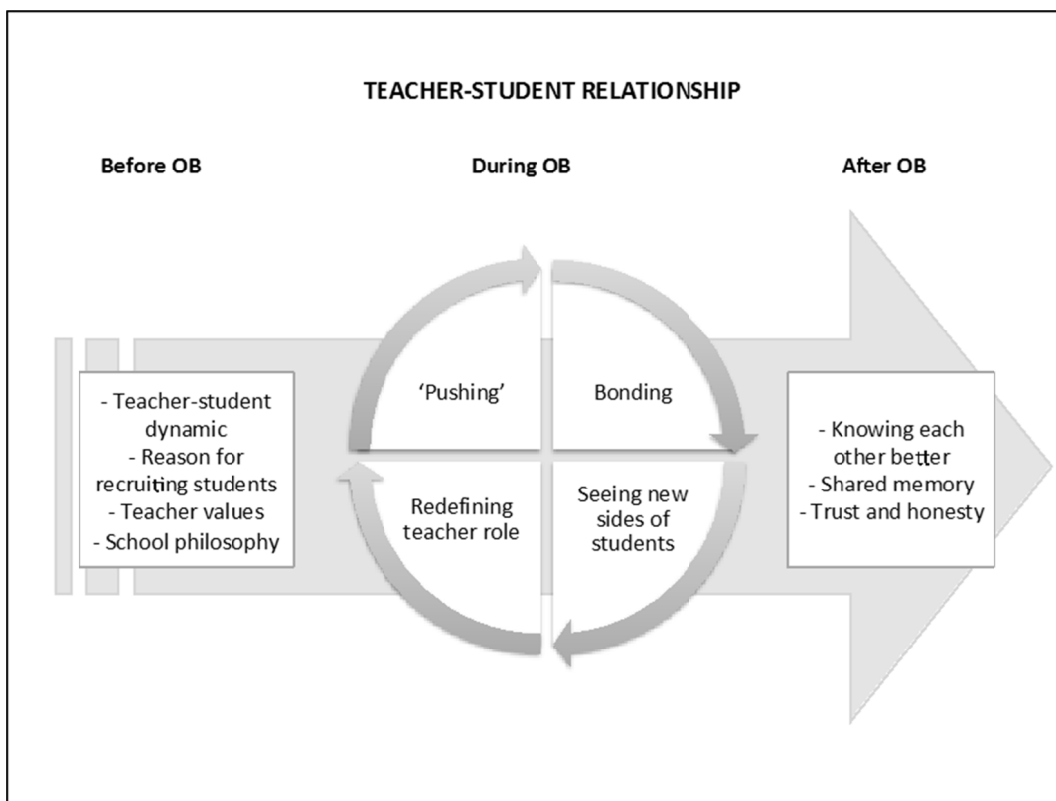 TEACHER-STUDENT RELATIONSHIP
Before OB
During OB
After OB
- Teacher-student
dynamic
- Reason for
recruiting students
- Teacher values
- School philosophy
‘Pushing’
Bonding
Redefining
teacher role
Seeing new
sides of
students
- Knowing each
other better
- Shared memory
- Trust and honesty